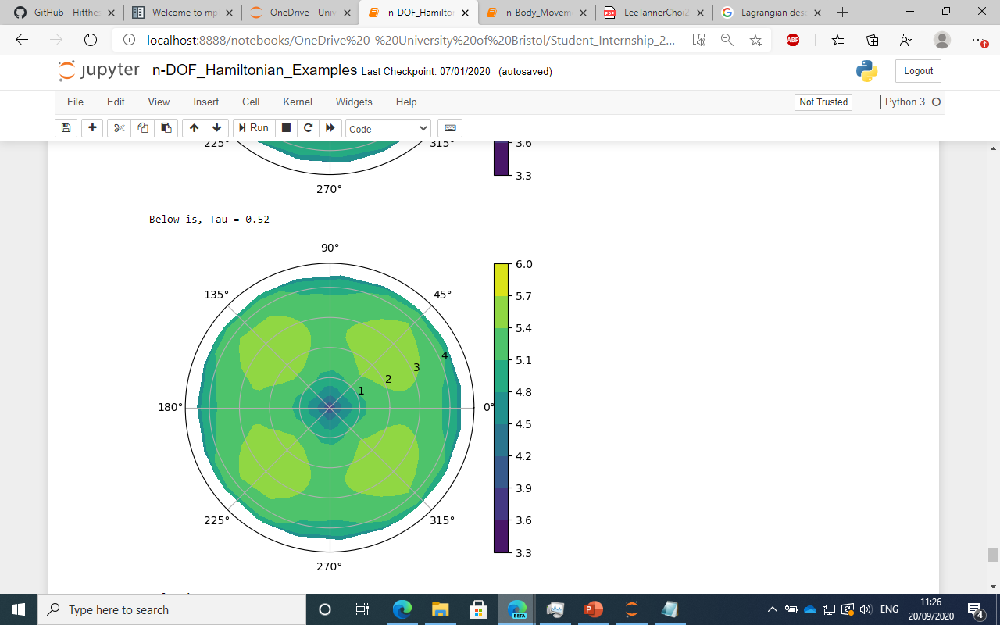 GitHub - Hitthes
Welcome to mp
OneDrive - Univ
n-DOF_Hamilton
n-Body_Movem
LeeTannerChoi2
Lagrangian desc
localhost:8888/notebooks/OneDrive%20-%20University%20of%20Bristol/Student_Internship_2...
ABP
jupyter n-DOF_Hamiltonian_Examples Last Checkpoint: 07/01/2020 (autosaved)
Logout
File Edit View Insert Cell Kernel Widgets Help
Not Trusted
Python 3
Run
Code
225°
315°
3.6
3.3
270°
Below is, Tau = 0.52
90°
135°
45°
180°
0°
225°
315°
270°
1
2
3
4
6.0
5.7
5.4
5.1
4.8
4.5
4.2
3.9
3.6
3.3
Type here to search
BETA
ENG
11:26
20/09/2020
4